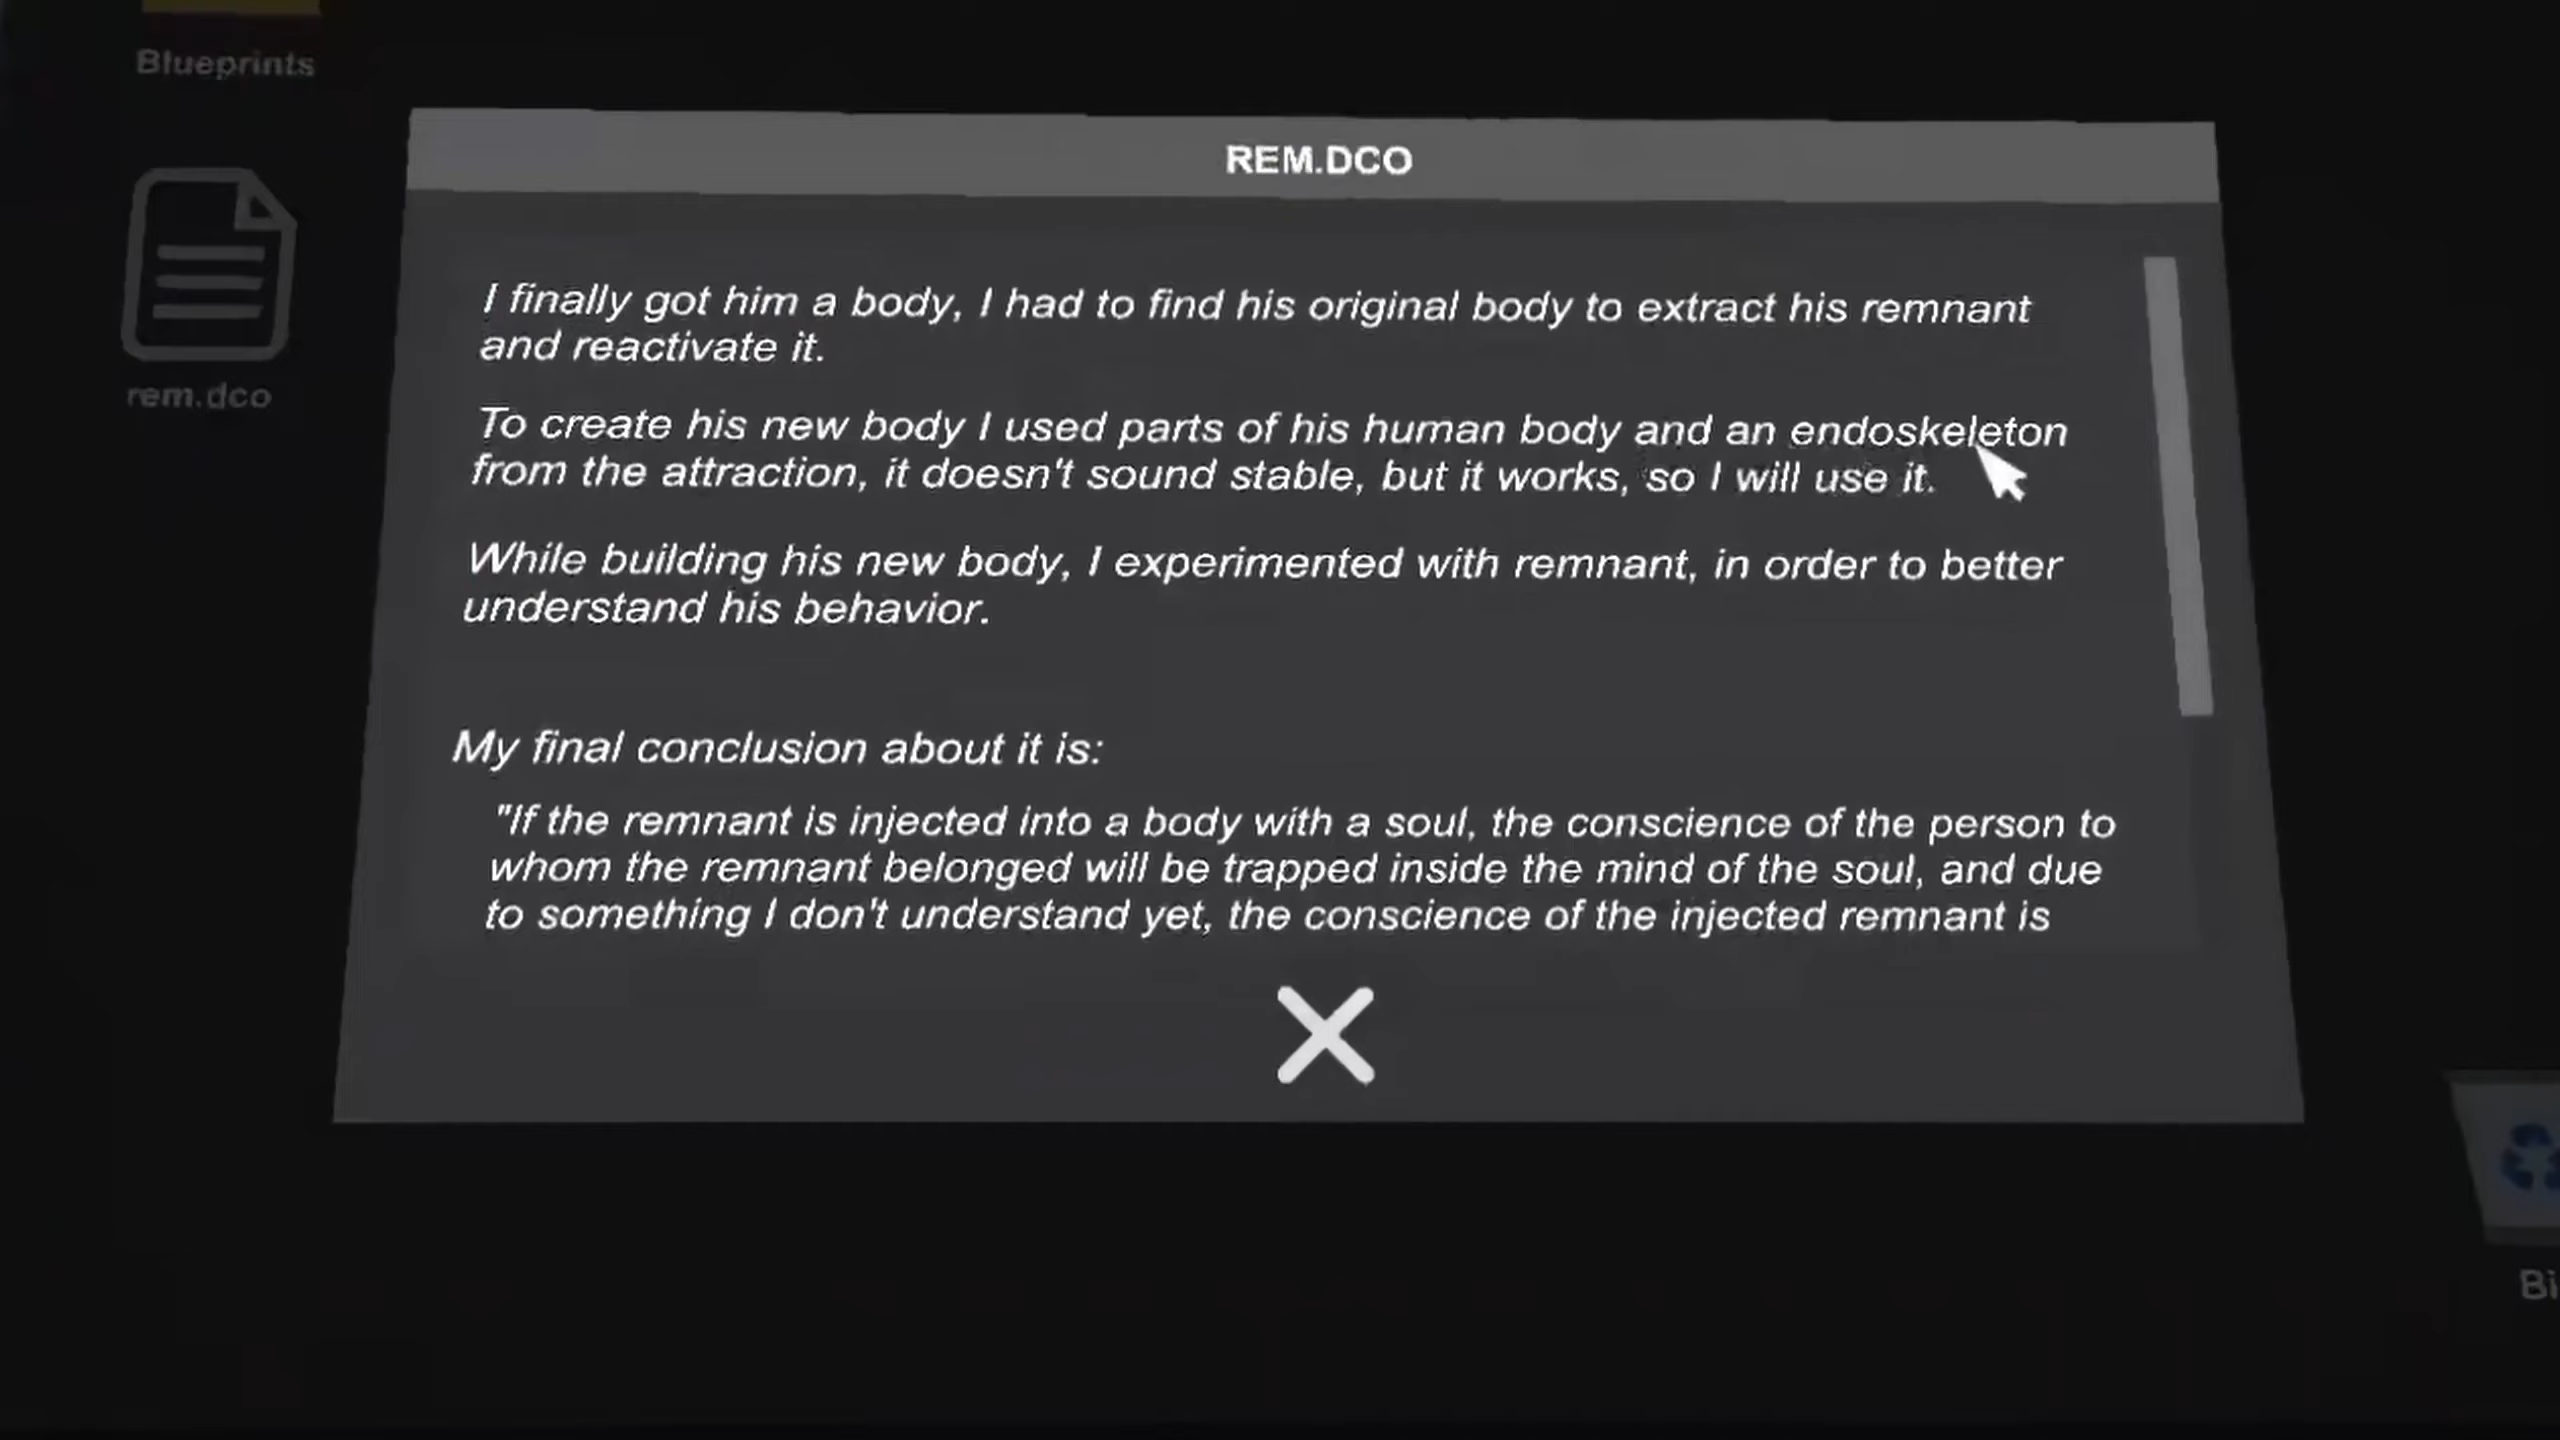 Blueprints
REM.DCO
rem.dco
I finally got him a body, I had to find his original body to extract his remnant
and reactivate it.
To create his new body I used parts of his human body and an endoskeleton
from the attraction, it doesn't sound stable, but it works, so I will use it.
While building his new body, I experimented with remnant, in order to better
understand his behavior.
My final conclusion about it is:
"If the remnant is injected into a body with a soul, the conscience of the person to
whom the remnant belonged will be trapped inside the mind of the soul, and due
to something I don't understand yet, the conscience of the injected remnant is
Bi